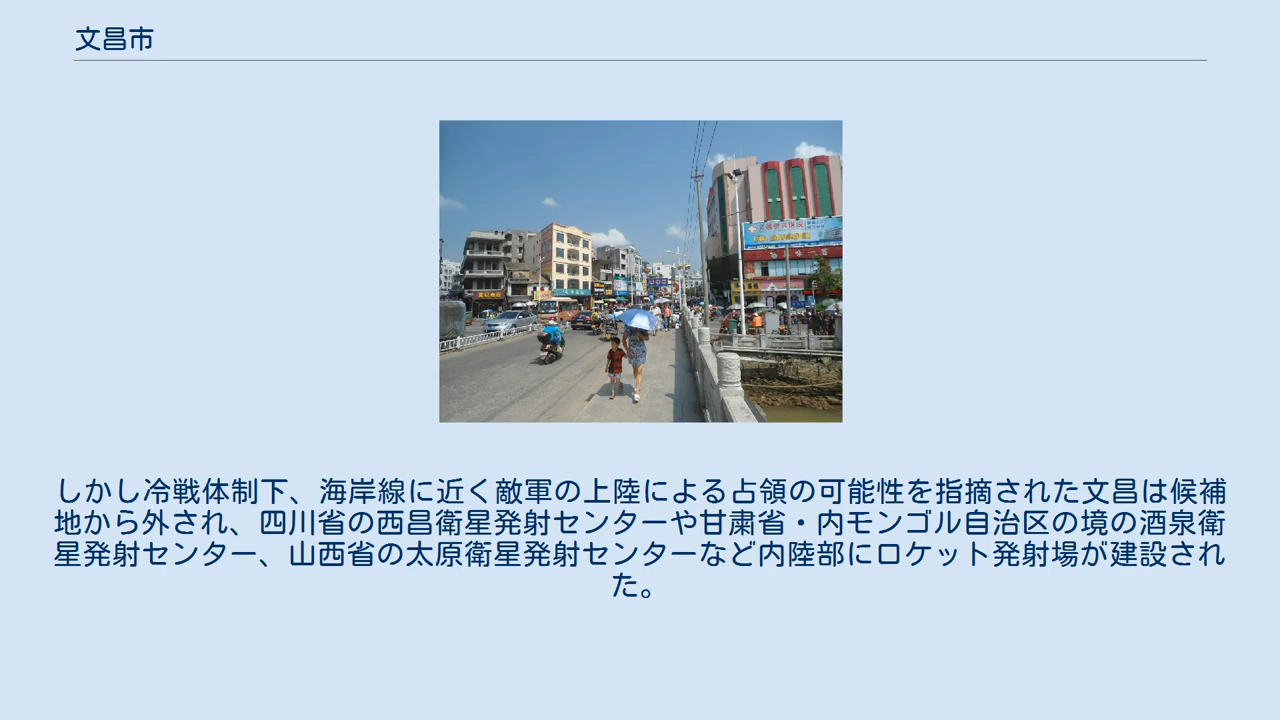 文昌市
しかし冷戦体制下、海岸線に近く敵軍の上陸による占領の可能性を指摘された文昌は候補
地から外され、四川省の西昌衛星発射センターや甘粛省・内モンゴル自治区の境の酒泉衛
星発射センター、山西省の太原衛星発射センターなど内陸部にロケット発射場が建設され
た。